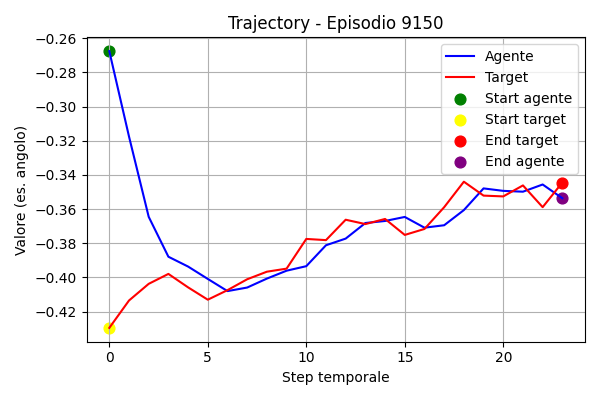 Trajectory - Episodio 9150
Valore (es. angolo)
−0.26
−0.28
−0.30
−0.32
−0.34
−0.36
−0.38
−0.40
−0.42
Agente
Target
Start agente
Start target
End target
End agente
0
5
10
15
20
Step temporale